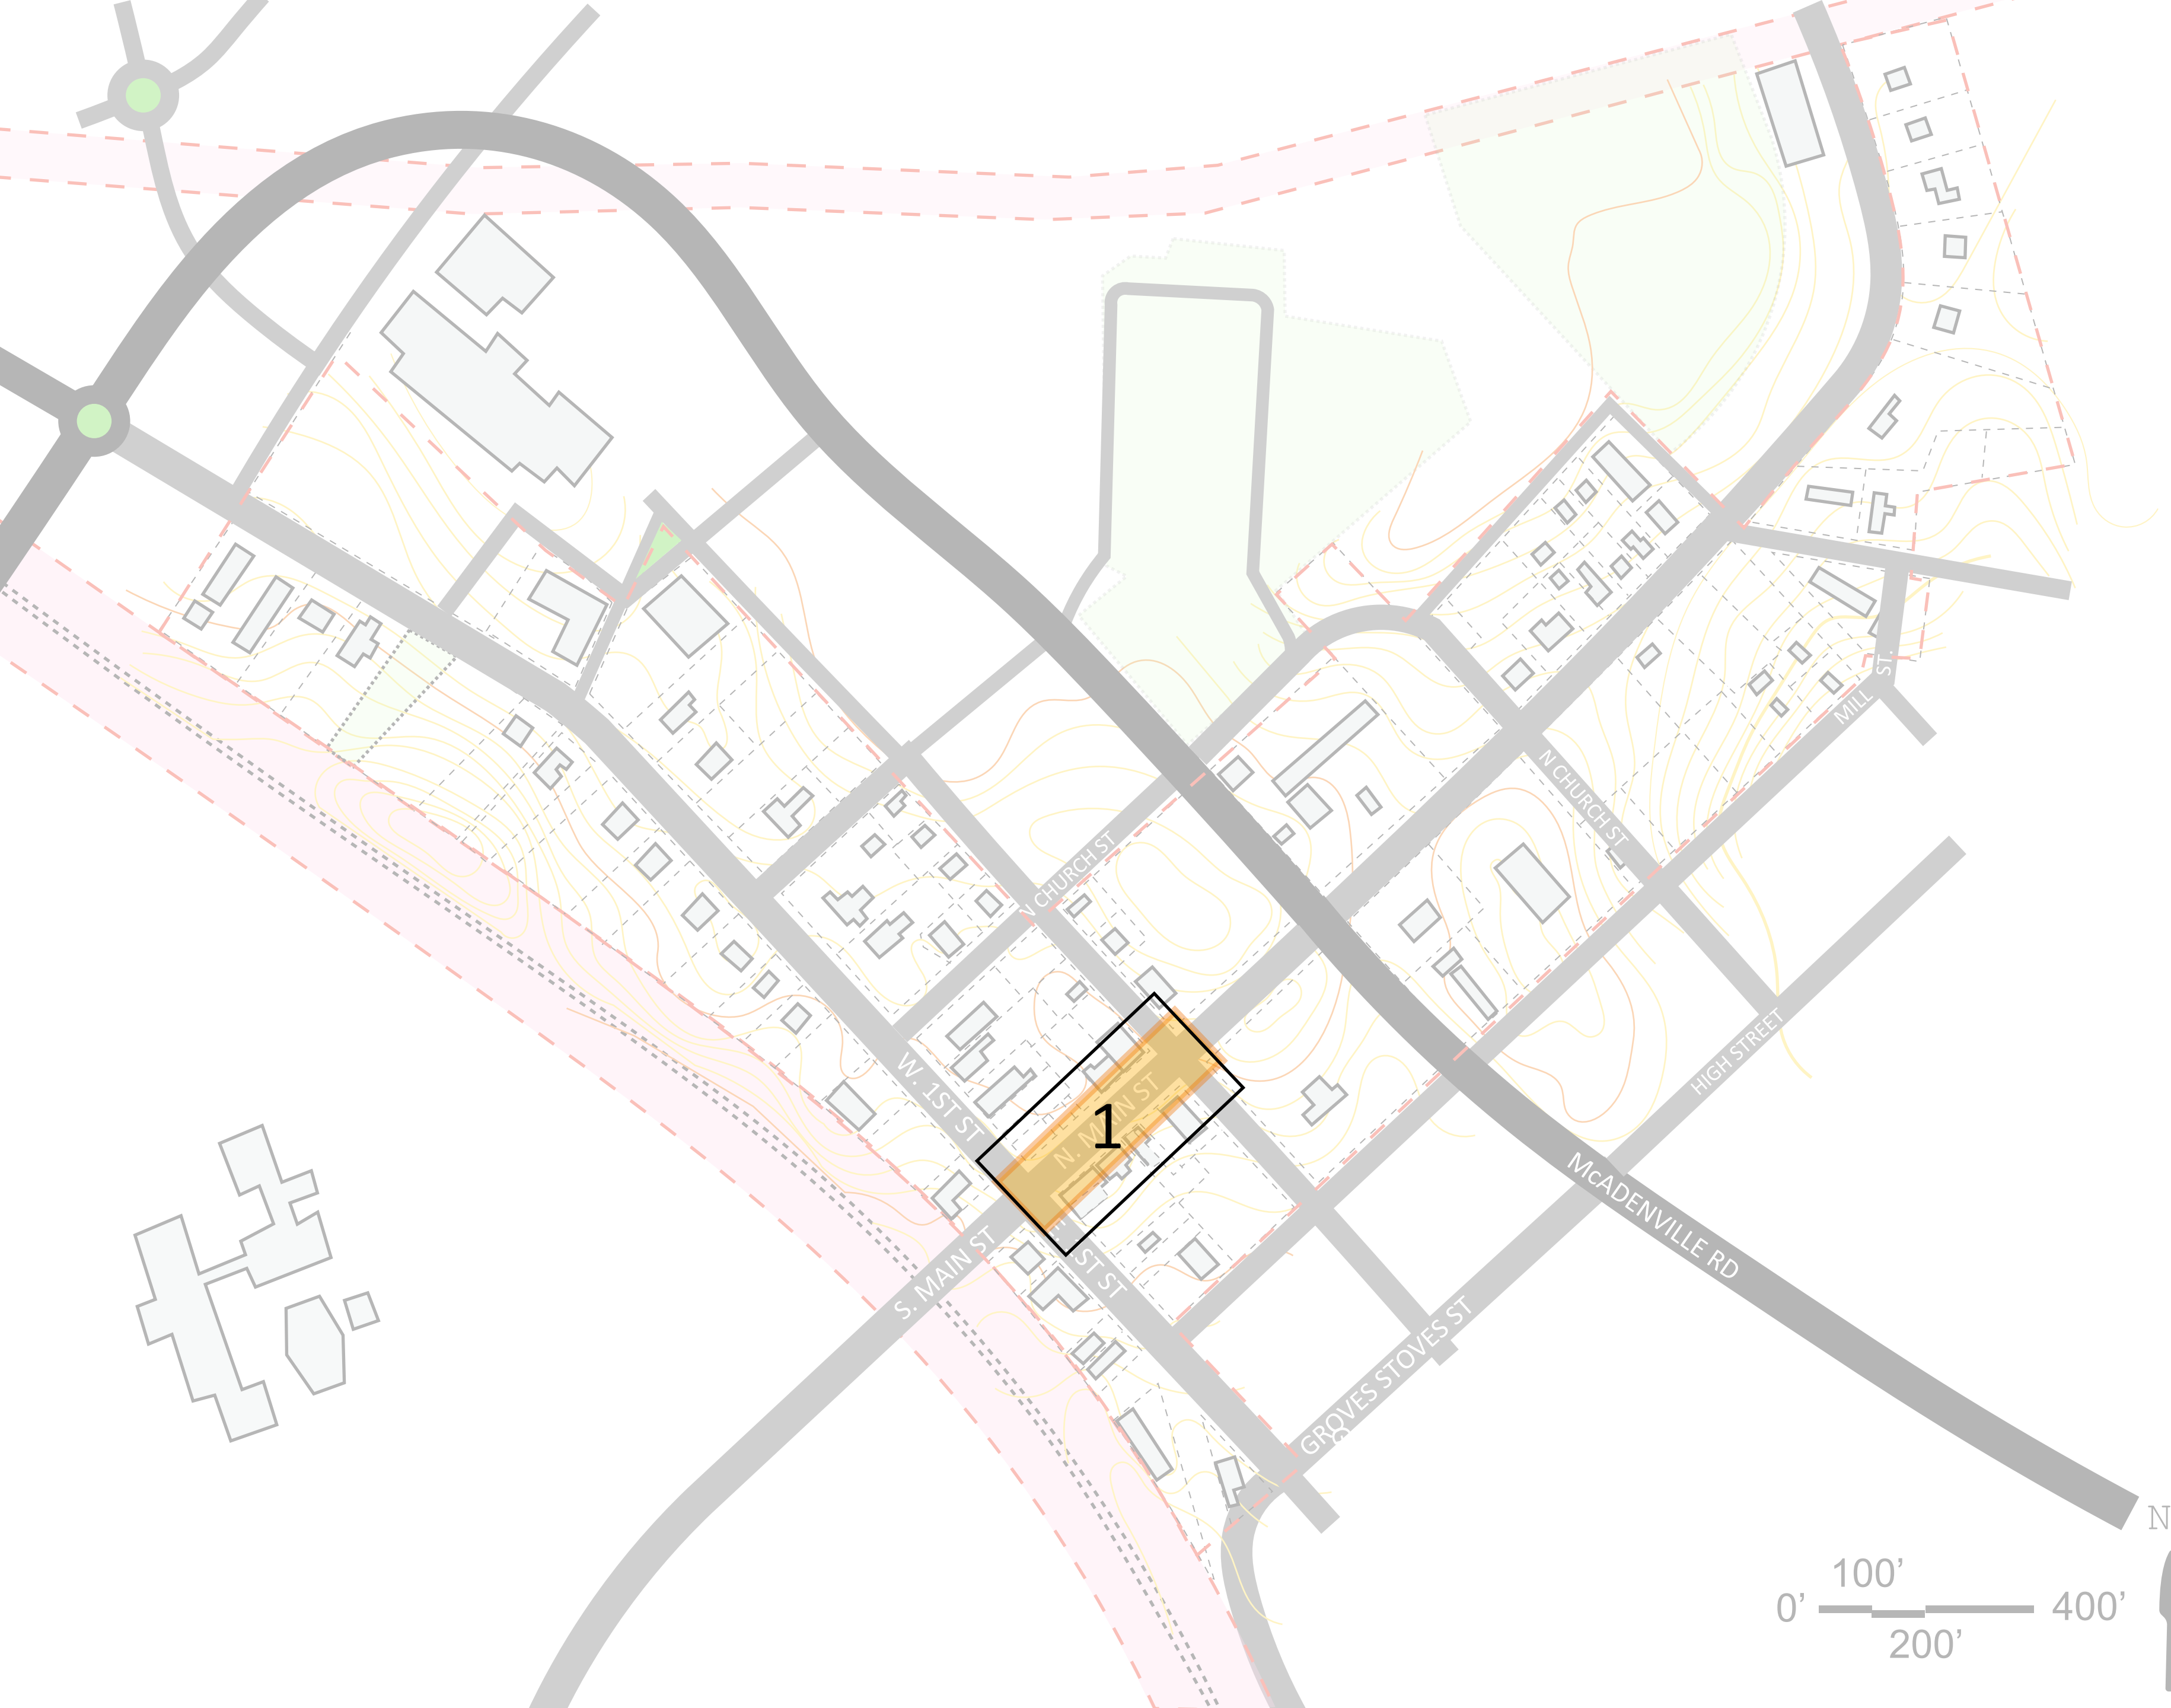 MILL ST.
N CHURCH ST
N CHURCH ST
HIGH STREET
W. 1ST ST
N. MAIN ST
1
McADENVILLE RD
S. MAIN ST
ST ST
GROVES STOVES ST
N
100’
0’
400’
200’